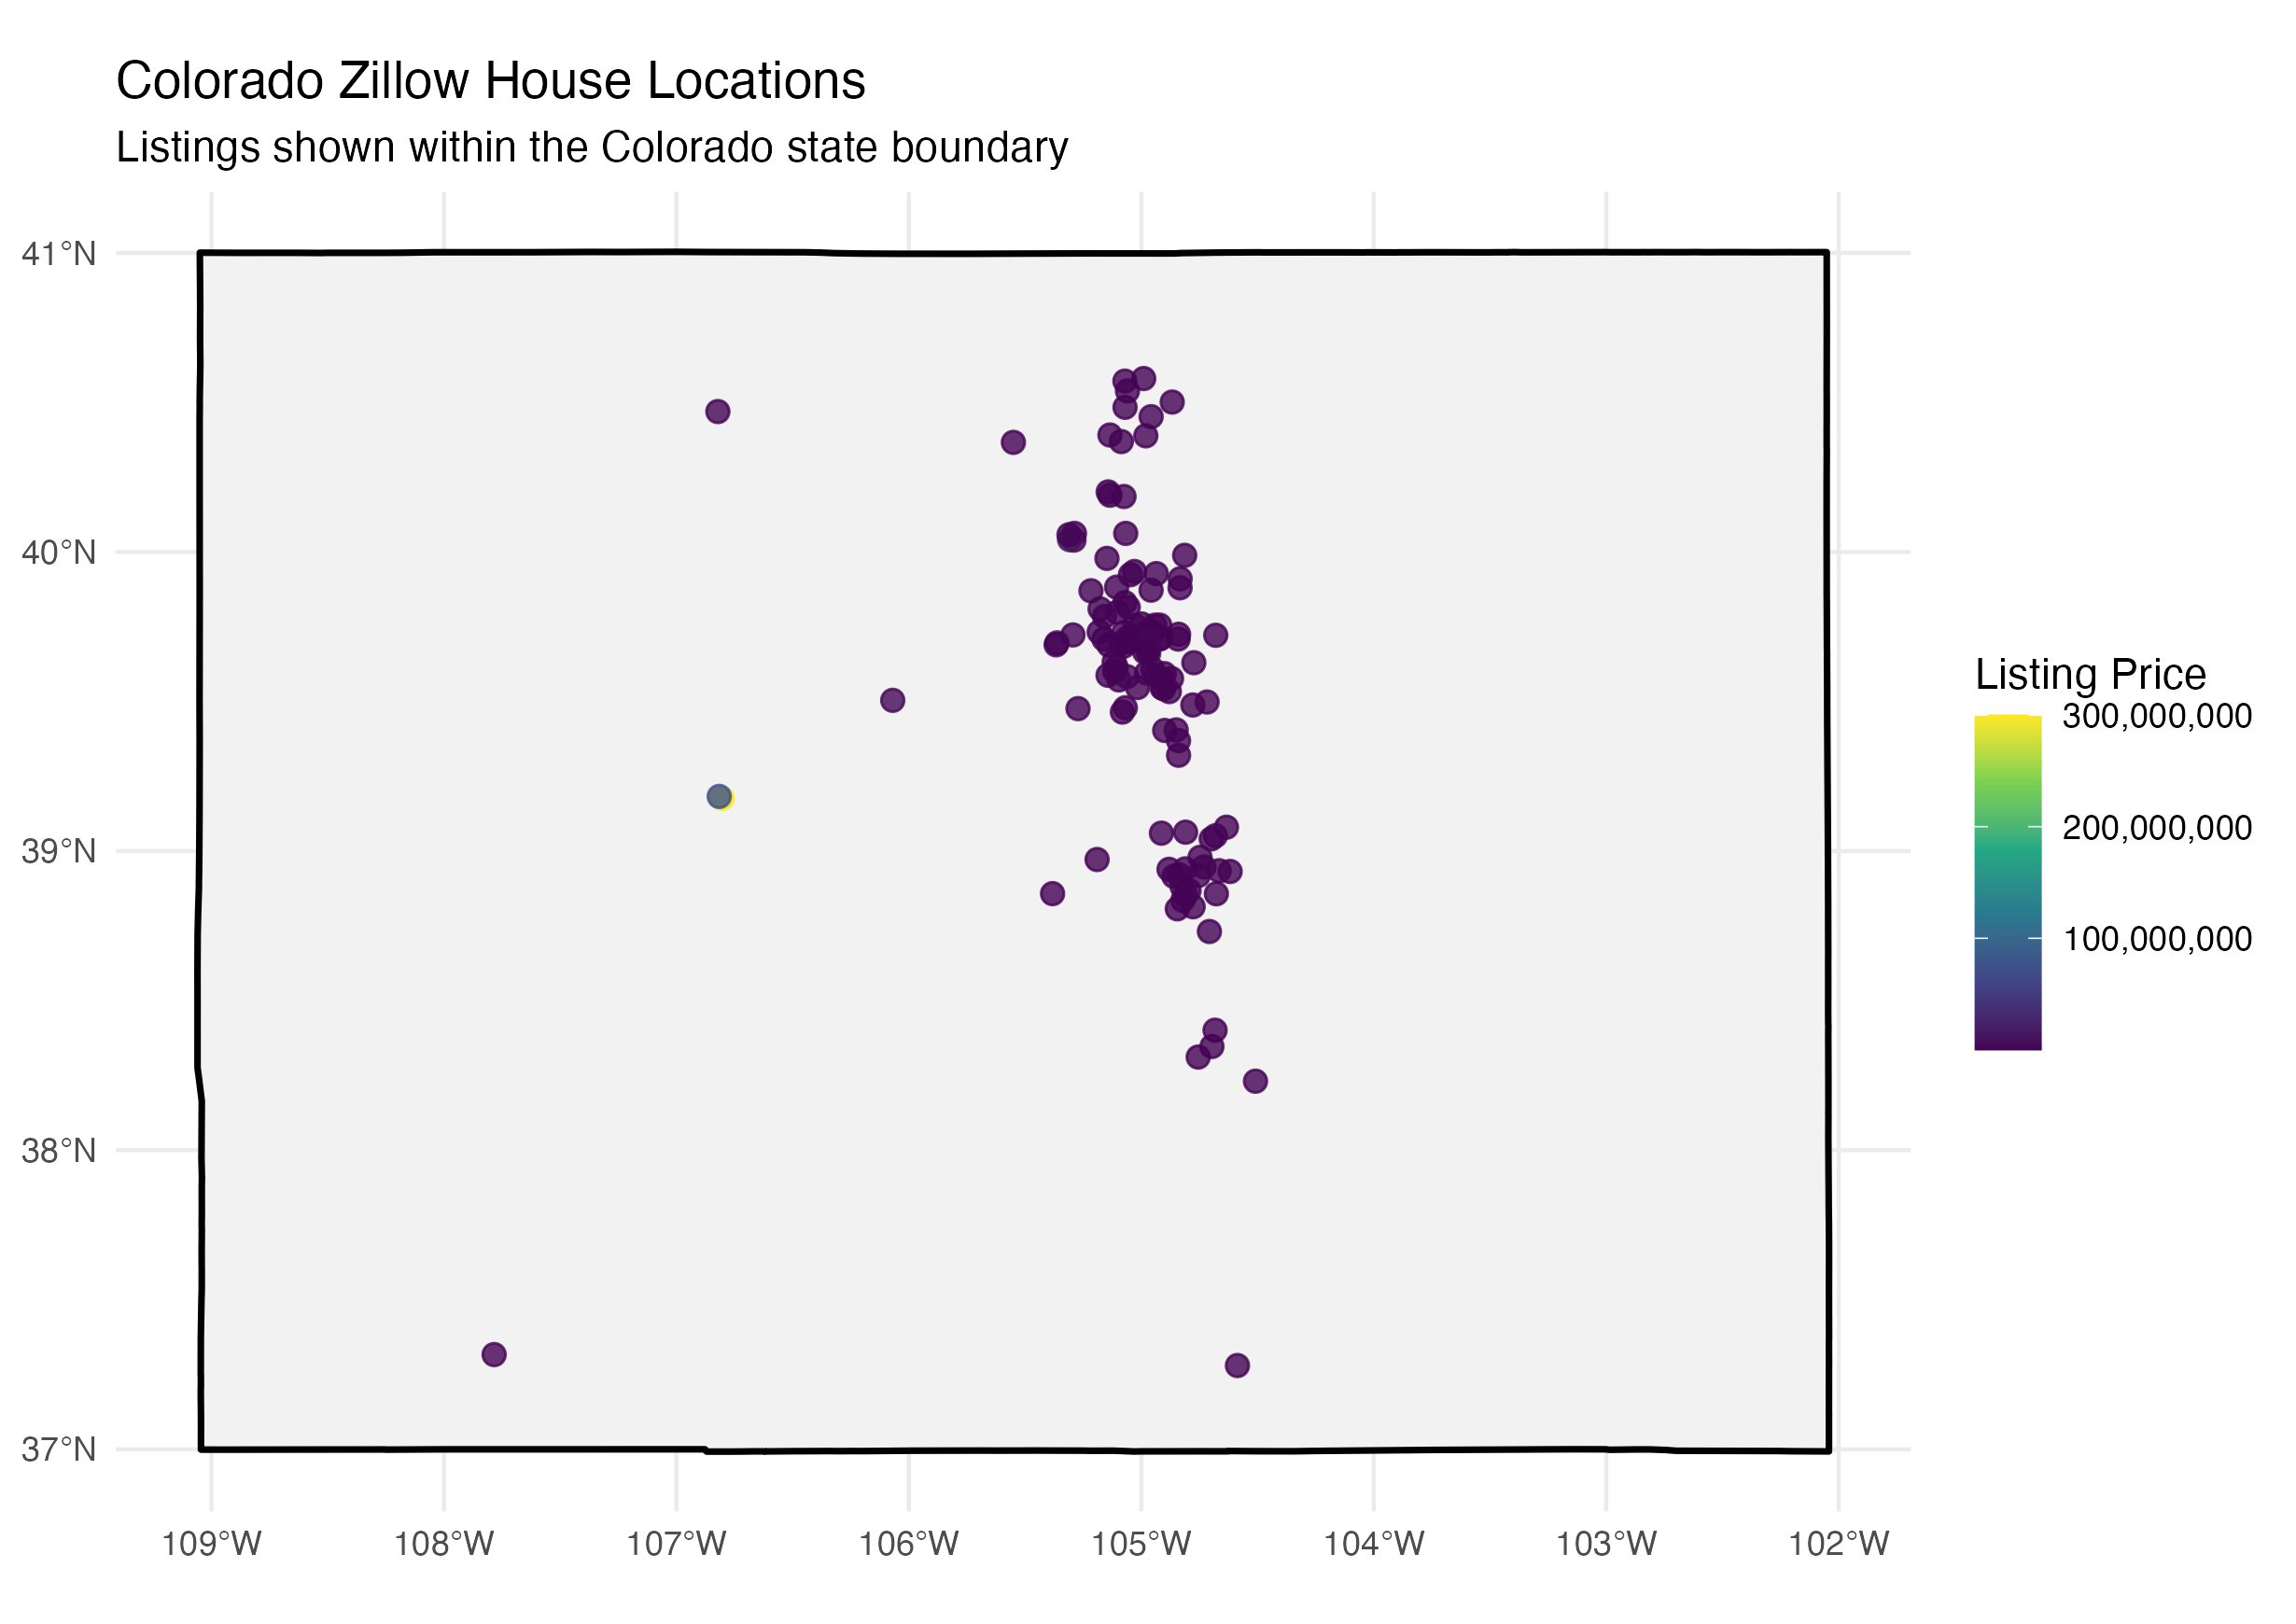 Colorado Zillow House Locations
Listings shown within the Colorado state boundary
41°N
40°N
39°N
38°N
37°N
109°W
108°W
107°W
106°W
105°W
104°W
103°W
102°W
Listing Price
300,000,000
200,000,000
100,000,000